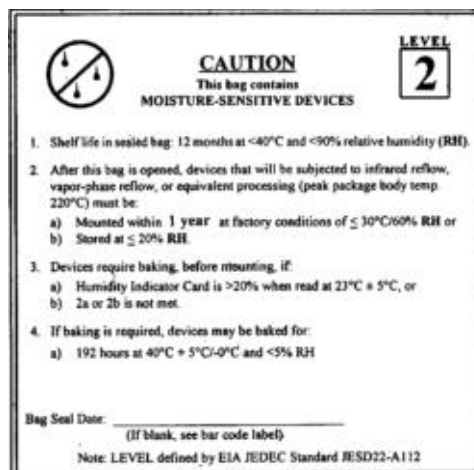 LEVEL
2
CAUTION
This bag contains
MOISTURE-SENSITIVE DEVICES
1. Shelf life in sealed bag: 12 months at <40°C and <90% relative humidity (RH).
2. After this bag is opened, devices that will be subjected to infrared reflow,
vapor-phase reflow, or equivalent processing (peak package body temp
220°C) must be:
a) Mounted within 1 year at factory conditions of ≤ 30°C/60% RH or
b) Stored at ≤ 20% RH.
3. Devices require baking, before mounting, if:
a) Humidity Indicator Card is >20% when read at 23°C ± 5°C, or
b) 2a or 2b is not met.
4. If baking is required, devices may be baked for:
a) 192 hours at 40°C + 5°C/-0°C and <5% RH
Bag Seal Date:
(If blank, see bar code label)
Note: LEVEL defined by EIA JEDEC Standard JESD22-A112